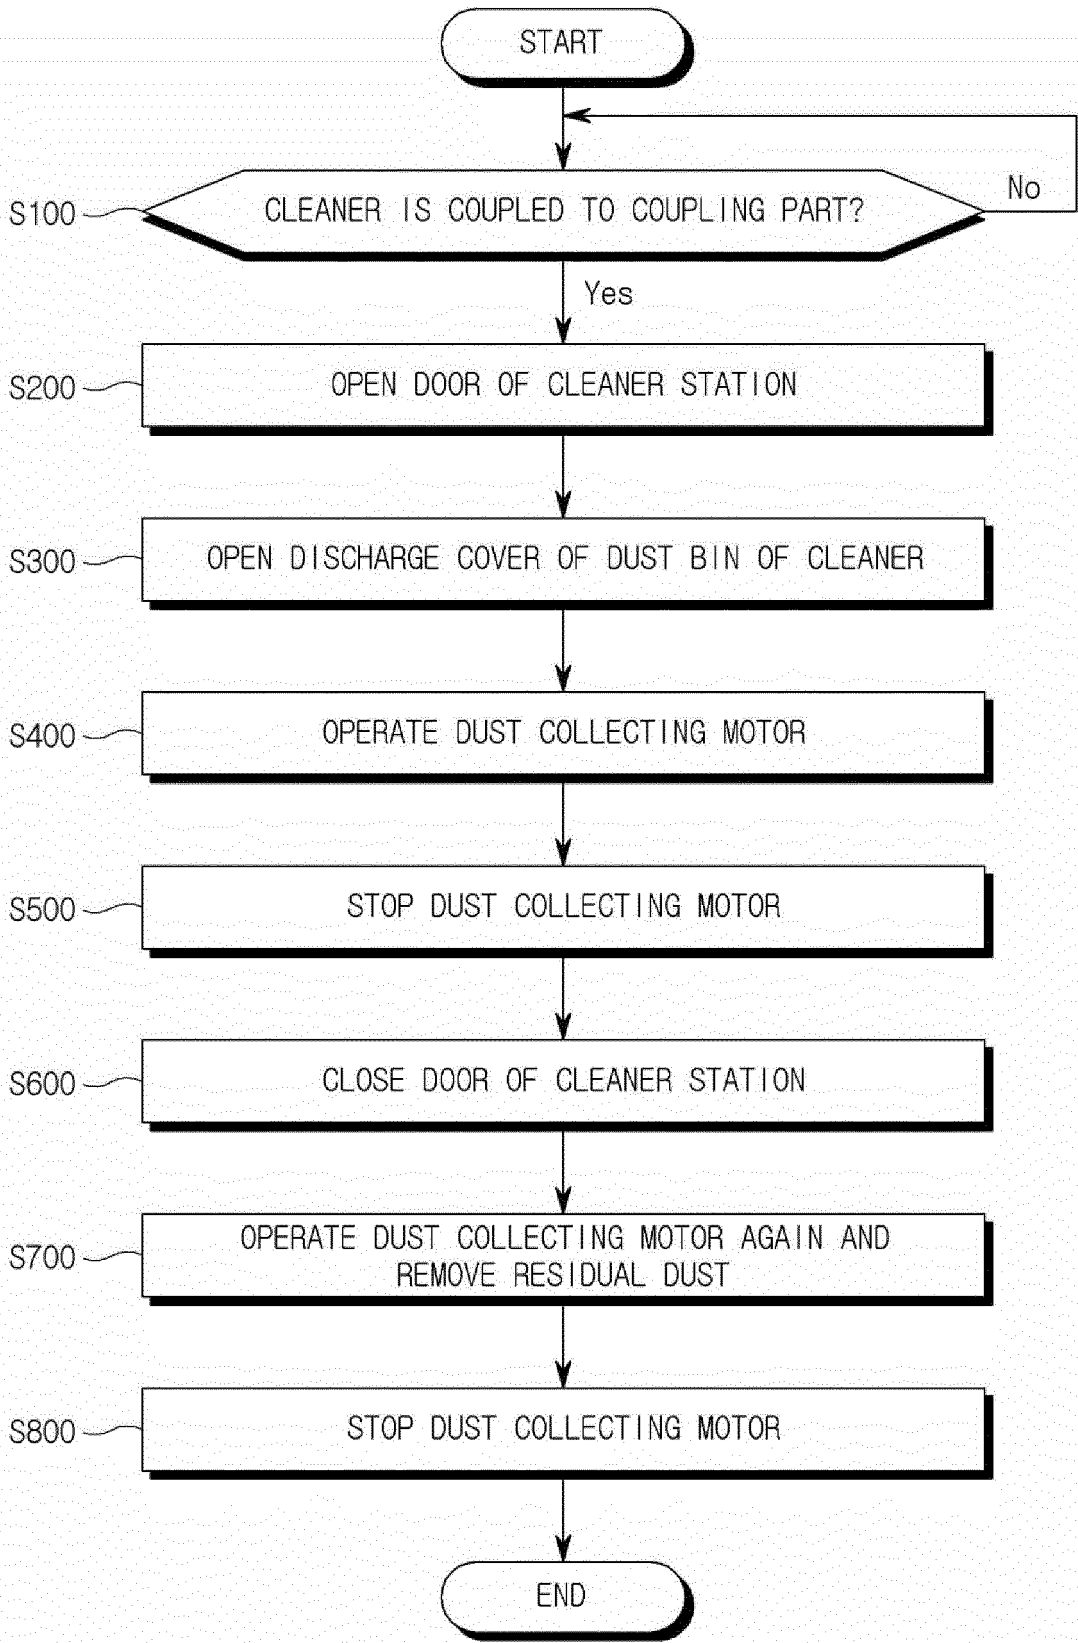 START
No
S100
CLEANER IS COUPLED TO COUPLING PART?
Yes
S200
OPEN DOOR OF CLEANER STATION
S300
OPEN DISCHARGE COVER OF DUST BIN OF CLEANER
S400
OPERATE DUST COLLECTING MOTOR
S500
STOP DUST COLLECTING MOTOR
S600
CLOSE DOOR OF CLEANER STATION
S700
OPERATE DUST COLLECTING MOTOR AGAIN AND
REMOVE RESIDUAL DUST
S800
STOP DUST COLLECTING MOTOR
END